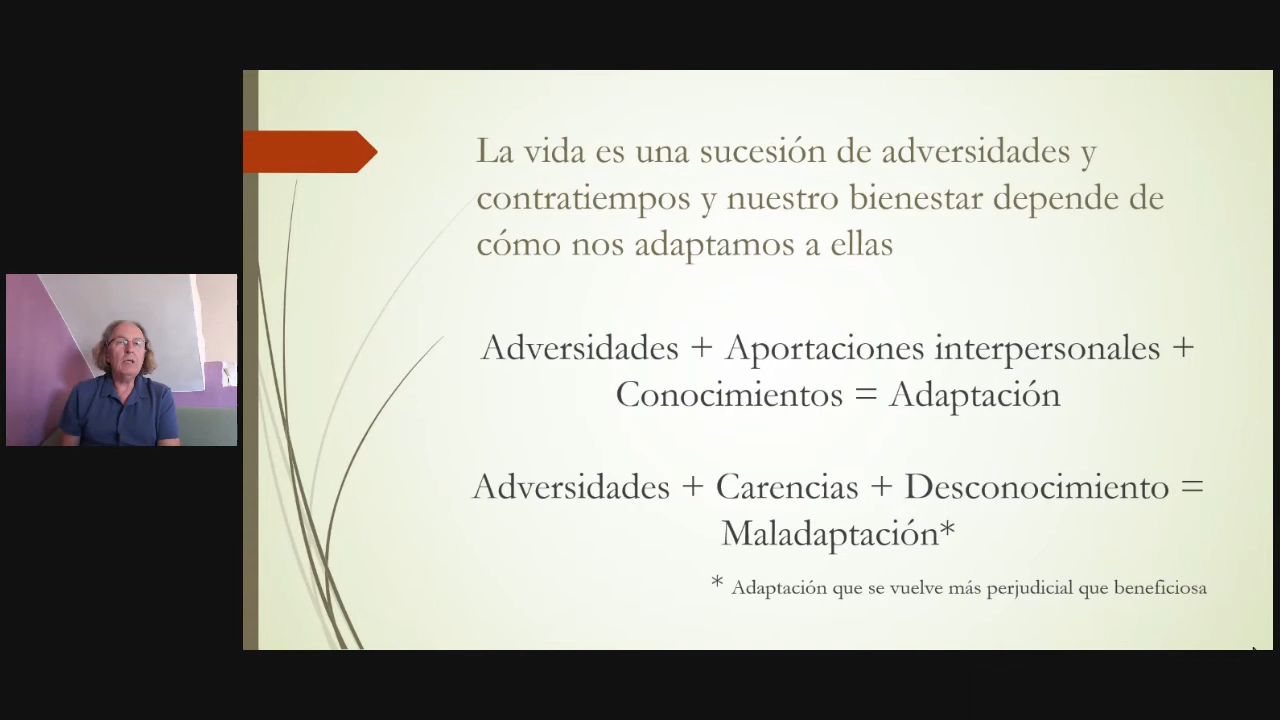 La vida es una sucesión de adversidades y
contratiempos y nuestro bienestar depende de
cómo nos adaptamos a ellas
Adversidades + Aportaciones interpersonales +
Conocimientos = Adaptación
Adversidades + Carencias + Desconocimiento =
Maladaptación*
* Adaptación que se vuelve más perjudicial que beneficiosa